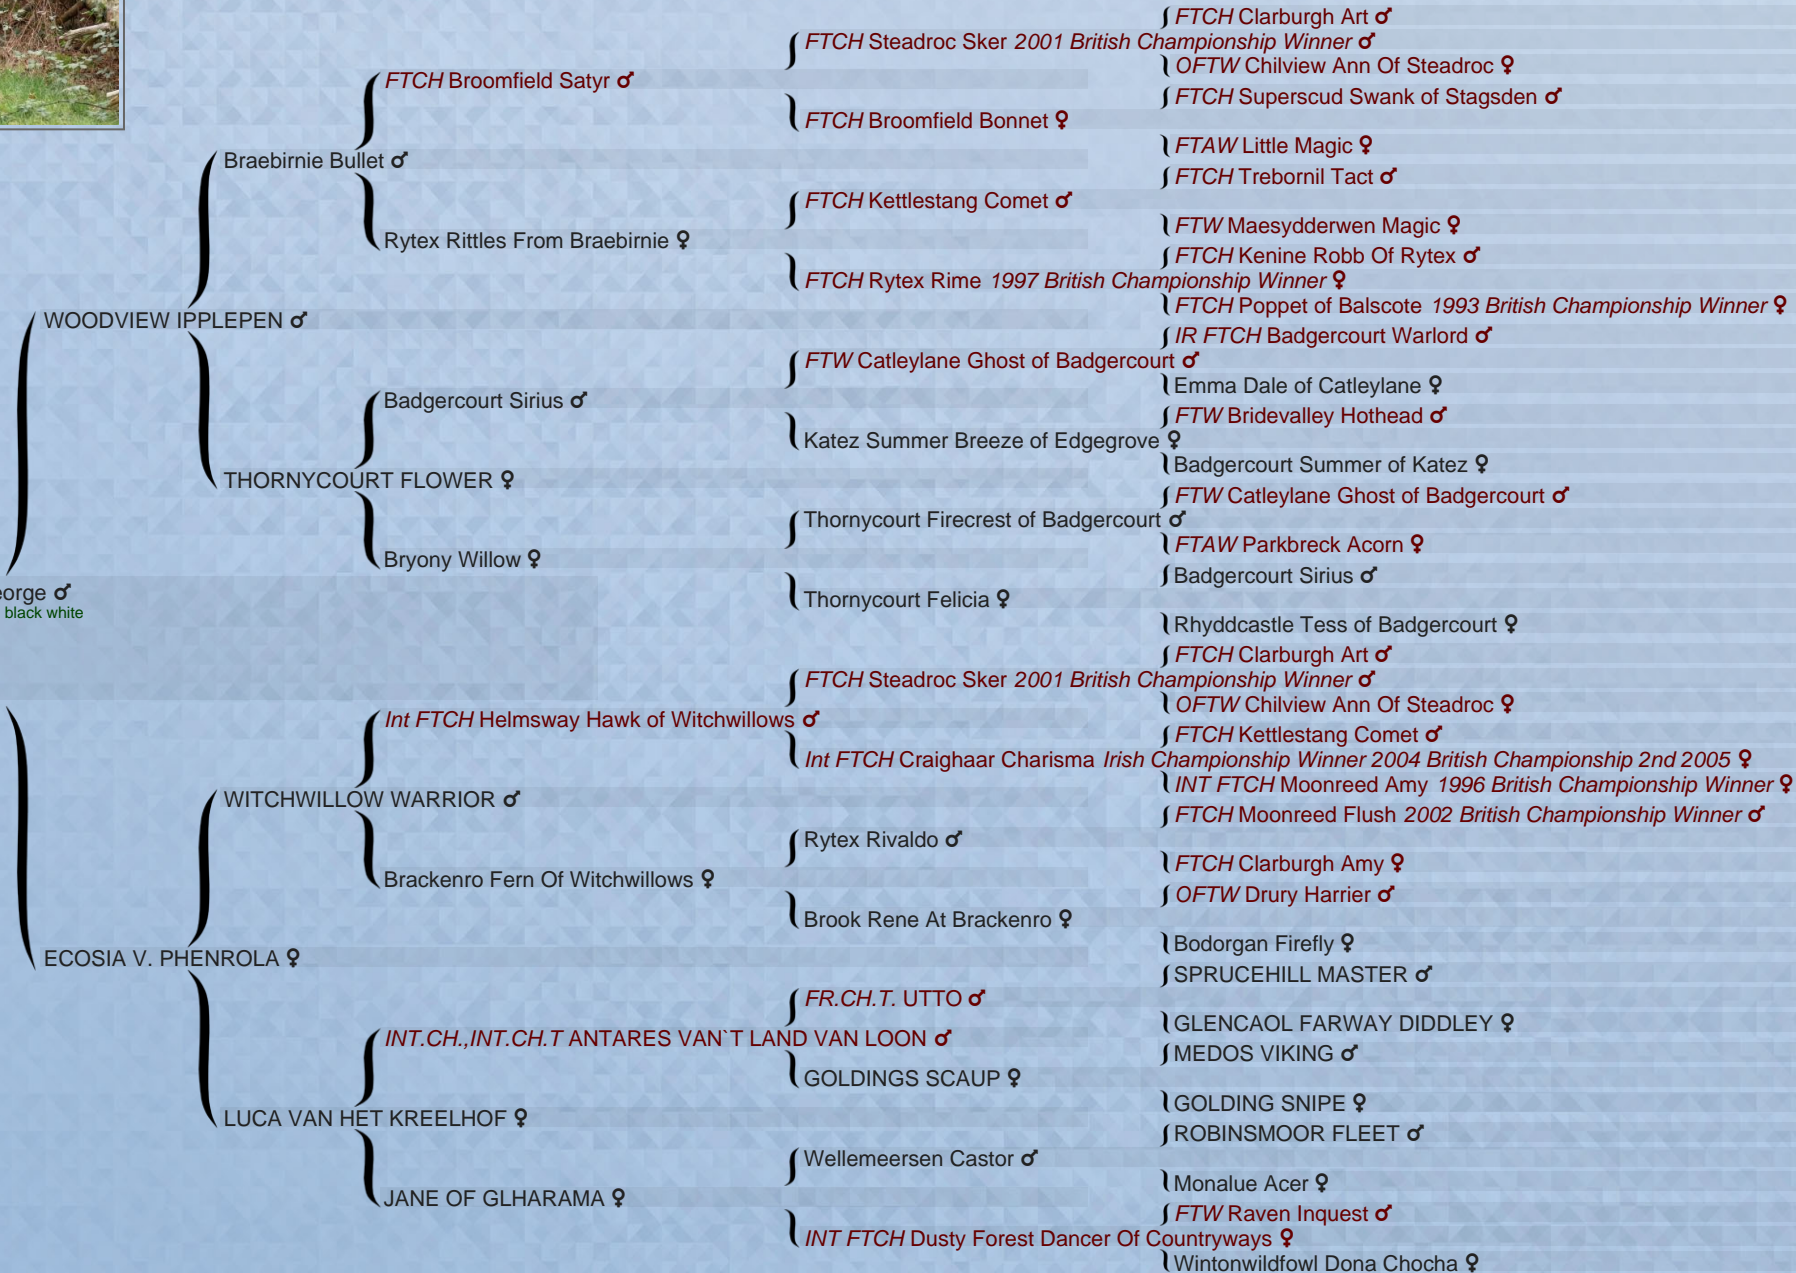 FTCH Clarburgh Art ♂
FTCH Steadroc Sker 2001 British Championship Winner ♂
OFTW Chilview Ann Of Steadroc ♀
FTCH Broomfield Satyr ♂
FTCH Superscud Swank of Stagsden ♂
FTCH Broomfield Bonnet ♀
FTAW Little Magic ♀
Braebirnie Bullet ♂
FTCH Trebornil Tact ♂
FTCH Kettlestang Comet ♂
FTW Maesydderwen Magic ♀
Rytex Rittles From Braebirnie ♀
FTCH Kenine Robb Of Rytex ♂
FTCH Rytex Rime 1997 British Championship Winner ♀
FTCH Poppet of Balscote 1993 British Championship Winner ♀
WOODVIEW IPPLEPEN ♂
IR FTCH Badgercourt Warlord ♂
FTW Catleylane Ghost of Badgercourt ♂
Emma Dale of Catleylane ♀
Badgercourt Sirius ♂
FTW Bridevalley Hothead ♂
Katez Summer Breeze of Edgegrove ♀
Badgercourt Summer of Katez ♀
THORNYCOURT FLOWER ♀
FTW Catleylane Ghost of Badgercourt ♂
Thornycourt Firecrest of Badgercourt ♂
FTAW Parkbreck Acorn ♀
Bryony Willow ♀
Badgercourt Sirius ♂
Thornycourt Felicia ♀
black white
Rhyddcastle Tess of Badgercourt ♀
FTCH Clarburgh Art ♂
FTCH Steadroc Sker 2001 British Championship Winner ♂
OFTW Chilview Ann Of Steadroc ♀
Int FTCH Helmsway Hawk of Witchwillows ♂
FTCH Kettlestang Comet ♂
Int FTCH Craighaar Charisma Irish Championship Winner 2004 British Championship 2nd 2005 ♀
INT FTCH Moonreed Amy 1996 British Championship Winner ♀
WITCHWILLOW WARRIOR ♂
FTCH Moonreed Flush 2002 British Championship Winner ♂
Rytex Rivaldo ♂
FTCH Clarburgh Amy ♀
Brackenro Fern Of Witchwillows ♀
OFTW Drury Harrier ♂
Brook Rene At Brackenro ♀
Bodorgan Firefly ♀
ECOSIA V. PHENROLA ♀
SPRUCEHILL MASTER ♂
FR.CH.T. UTTO ♂
GLENCAOL FARWAY DIDDLEY ♀
INT.CH.,INT.CH.T ANTARES VAN`T LAND VAN LOON ♂
MEDOS VIKING ♂
GOLDINGS SCAUP ♀
GOLDING SNIPE ♀
LUCA VAN HET KREELHOF ♀
ROBINSMOOR FLEET ♂
Wellemeersen Castor ♂
Monalue Acer ♀
JANE OF GLHARAMA ♀
FTW Raven Inquest ♂
INT FTCH Dusty Forest Dancer Of Countryways ♀
Wintonwildfowl Dona Chocha ♀